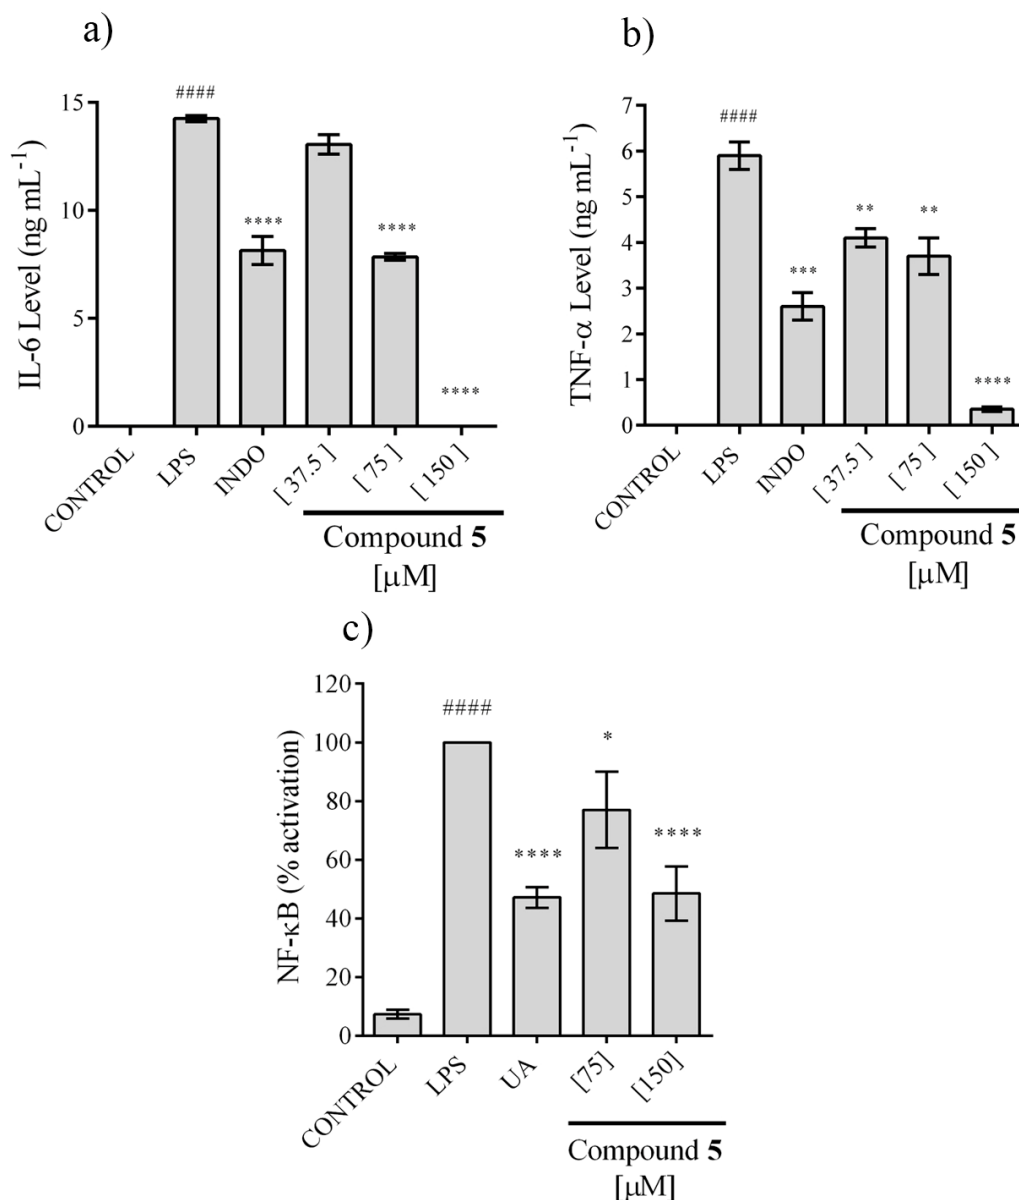 a)
IL-6 Level (ng mL⁻¹)
15
10
5
0
####
****
****
****
CONTROL
LPS
INDO
[ 37.5 ]
[ 75 ]
[ 150 ]
Compound 5
[µM]
b)
TNF-α Level (ng mL⁻¹)
7
6
5
4
3
2
1
0
####
***
**
**
****
CONTROL
LPS
INDO
[ 37.5 ]
[ 75 ]
[ 150 ]
Compound 5
[µM]
c)
NF-κB (% activation)
120
100
80
60
40
20
0
####
****
*
****
CONTROL
LPS
UA
[75]
[150]
Compound 5
[µM]